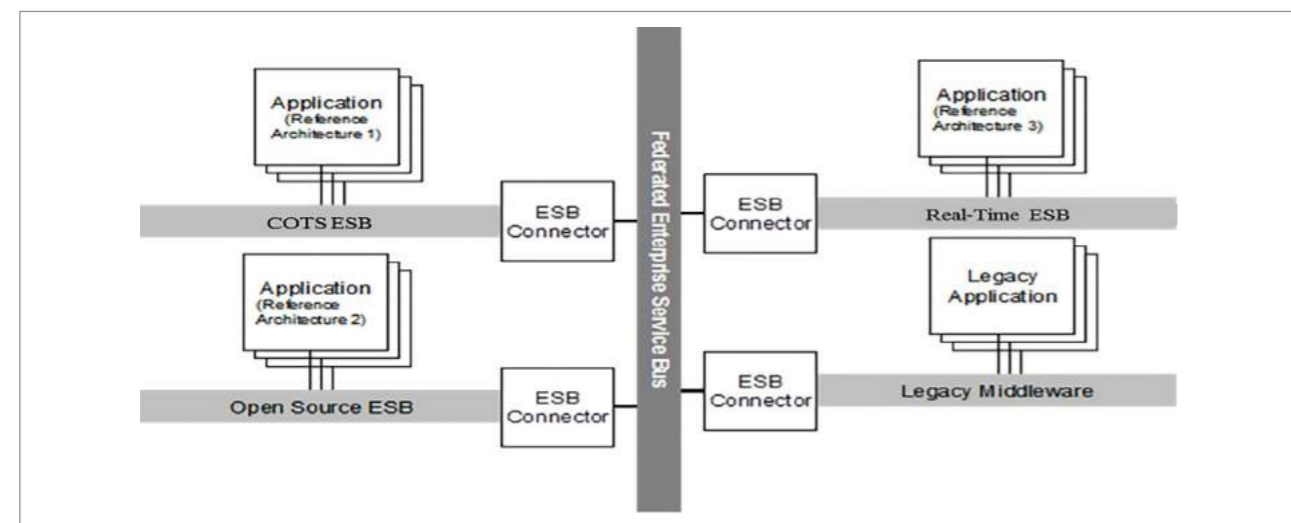 Application
(Reference
Architecture 1)
COTS ESB
ESB
Connector
Application
(Reference
Architecture 2)
Open Source ESB
ESB
Connector
Federated Enterprise Service Bus
ESB
Connector
Application
(Reference
Architecture 3)
Real-Time ESB
ESB
Connector
Legacy
Application
Legacy Middleware